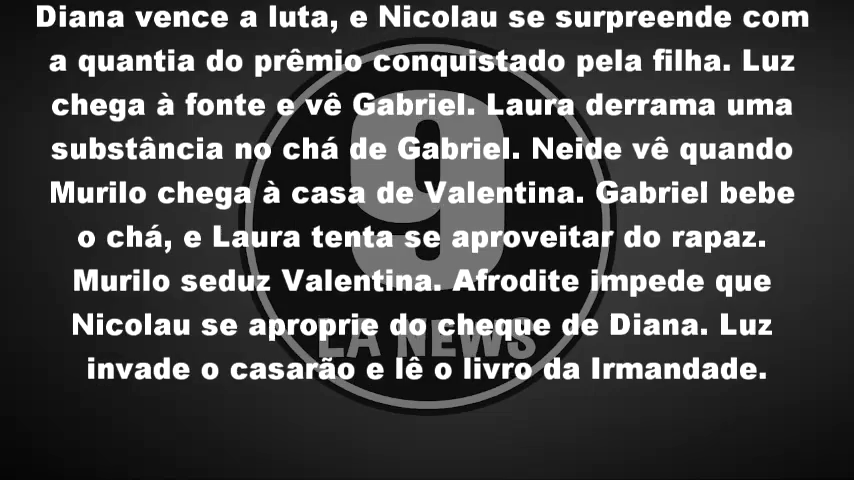 Diana vence a luta, e Nicolau se surpreende com
a quantia do prêmio conquistado pela filha. Luz
chega à fonte e vê Gabriel. Laura derrama uma
substância no chá de Gabriel. Neide vê quando
Murilo chega à casa de Valentina. Gabriel bebe
o chá, e Laura tenta se aproveitar do rapaz.
Murilo seduz Valentina. Afrodite impede que
Nicolau se aproprie do cheque de Diana. Luz
invade o casarão e lê o livro da Irmandade.
9
LA NEWS